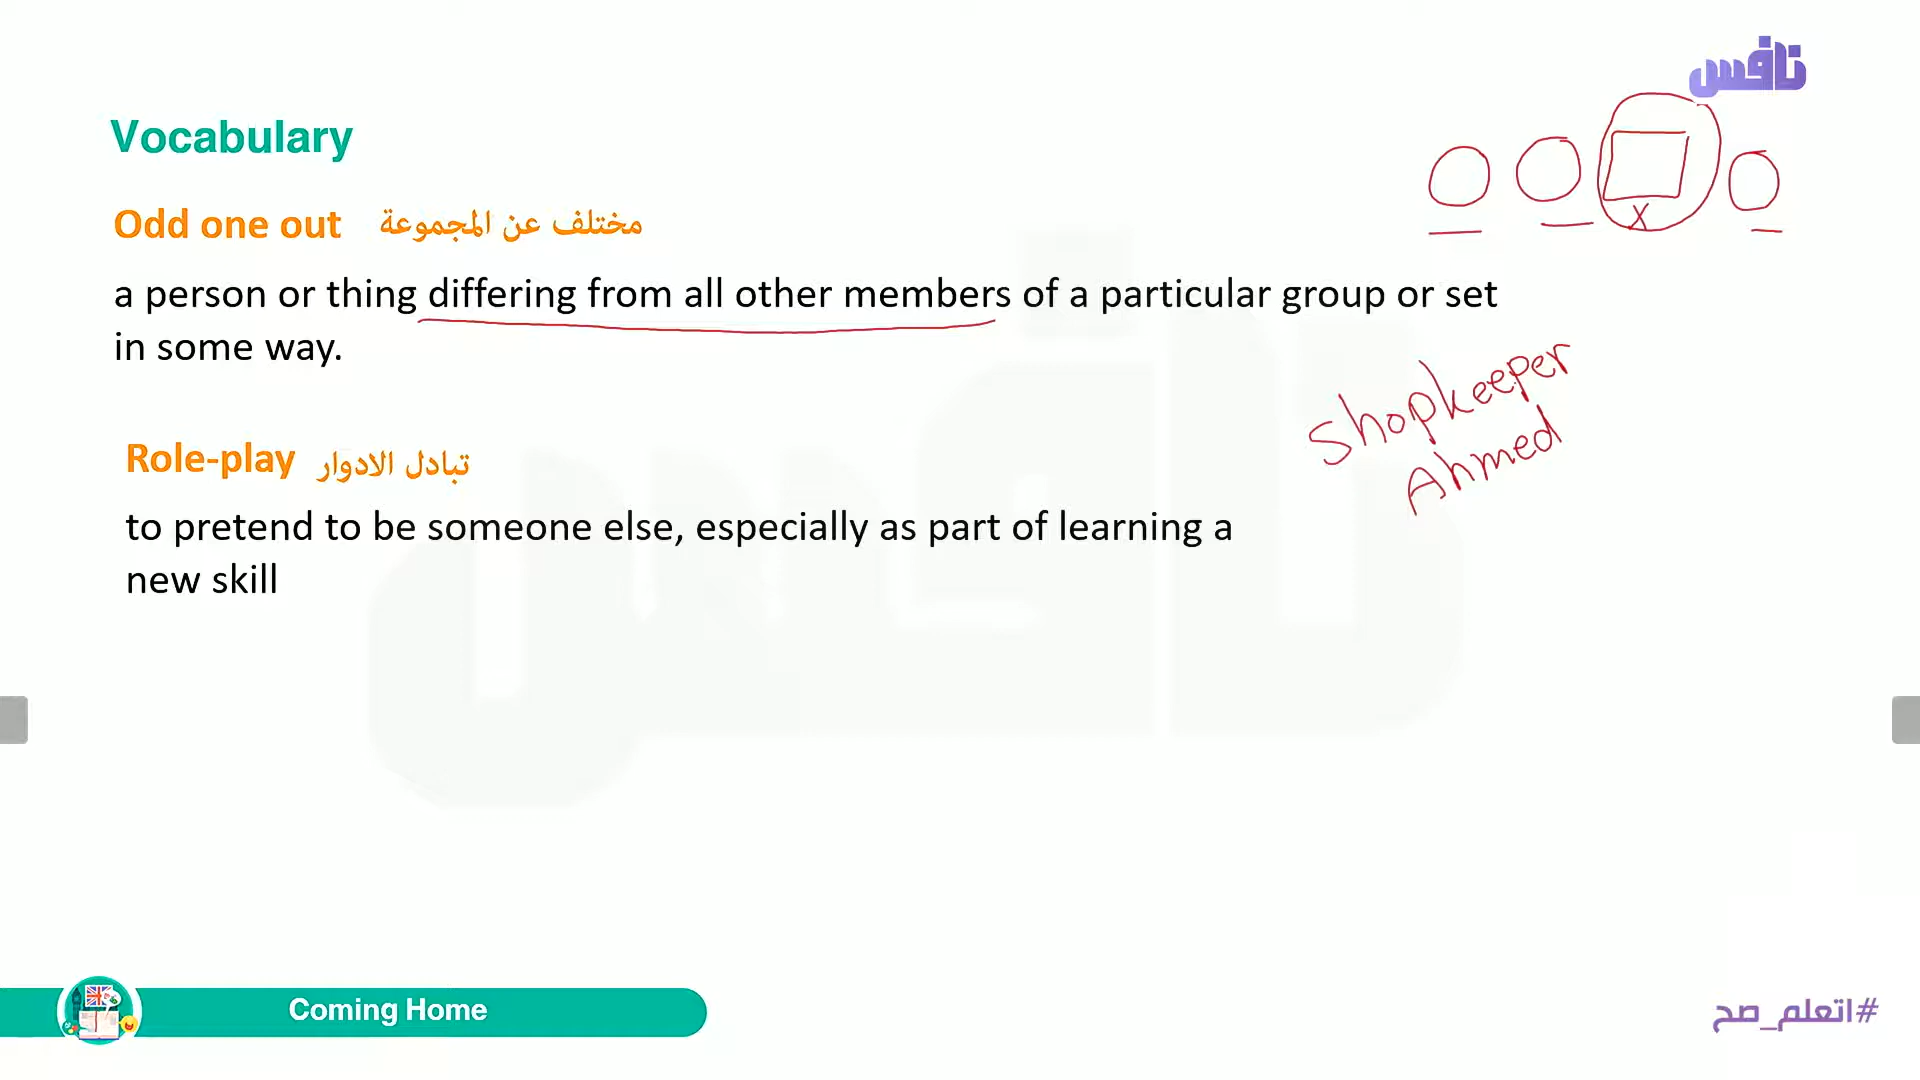 نافس
Vocabulary
Odd one out مختلف عن المجموعة
a person or thing differing from all other members of a particular group or set
in some way.
X
Shopkeeper
Ahmed
Role-play تبادل الادوار
to pretend to be someone else, especially as part of learning a
new skill
Coming Home
#اتعلم_صح